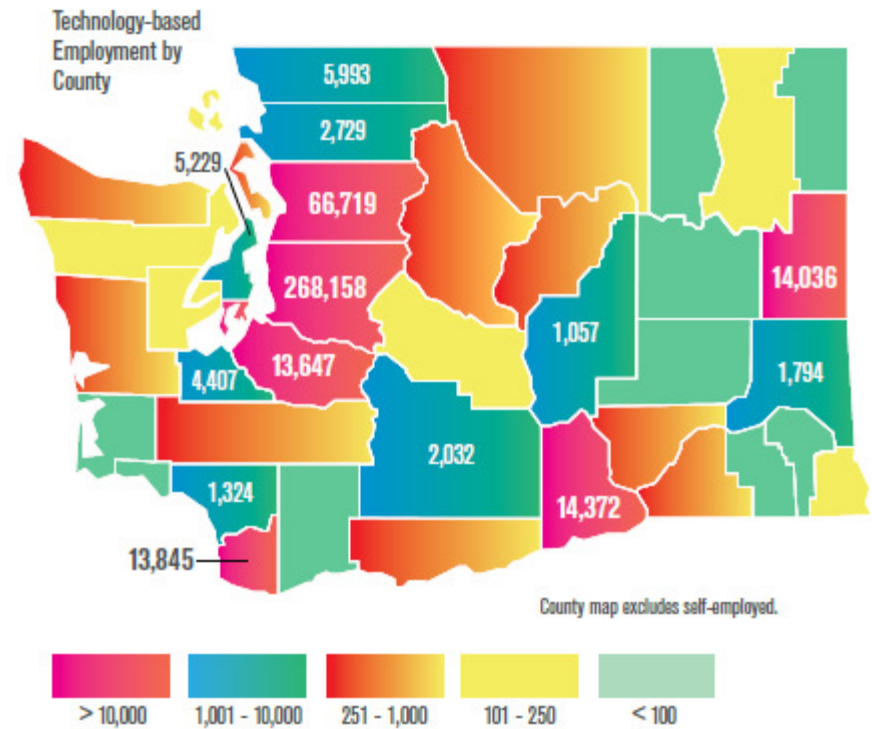 Technology-based
Employment by
County
5,993
2,729
5,229
66,719
268,158
14,036
1,057
13,647
4,407
1,794
2,032
1,324
14,372
13,845
County map excludes self-employed.
> 10,000
1,001 - 10,000
251 - 1,000
101 - 250
< 100